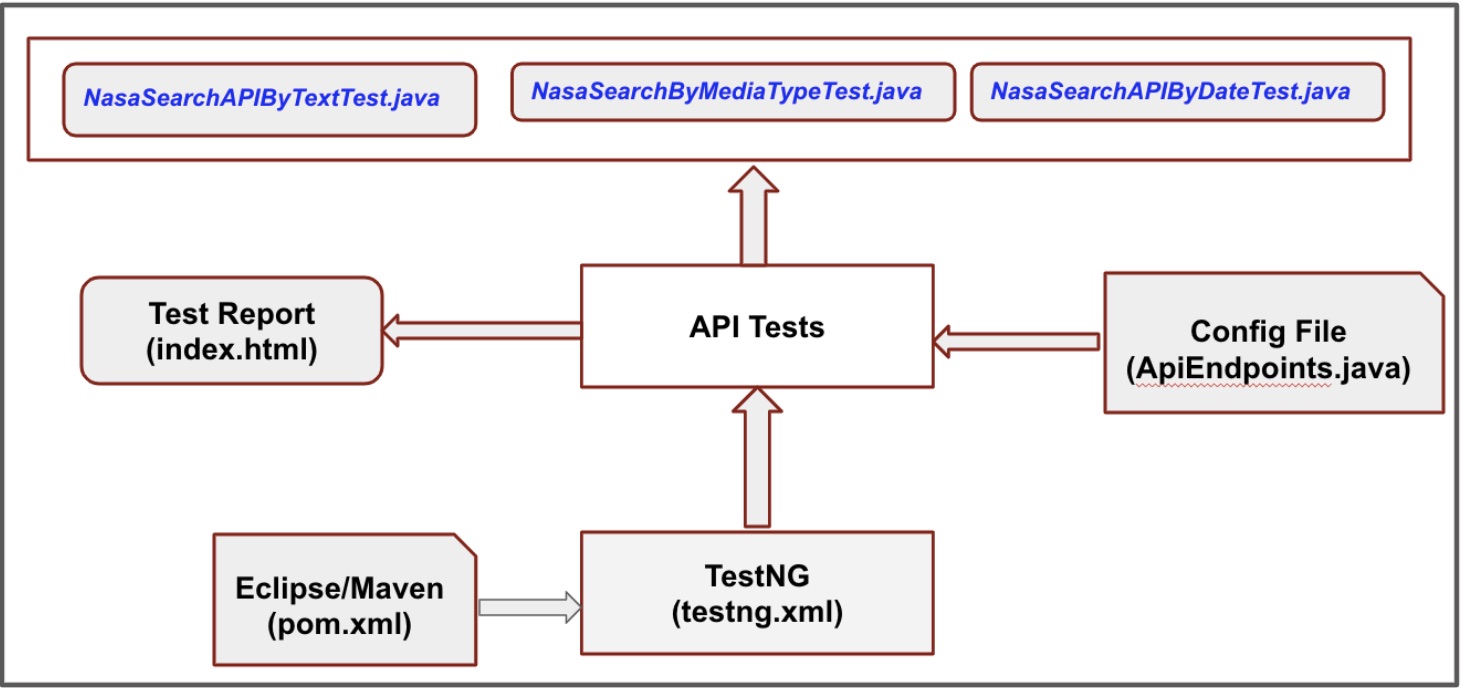 NasaSearchAPIByTextTest.java
NasaSearchByMediaTypeTest.java
NasaSearchAPIByDateTest.java
Test Report
(index.html)
API Tests
Config File
(ApiEndpoints.java)
Eclipse/Maven
(pom.xml)
TestNG
(testng.xml)